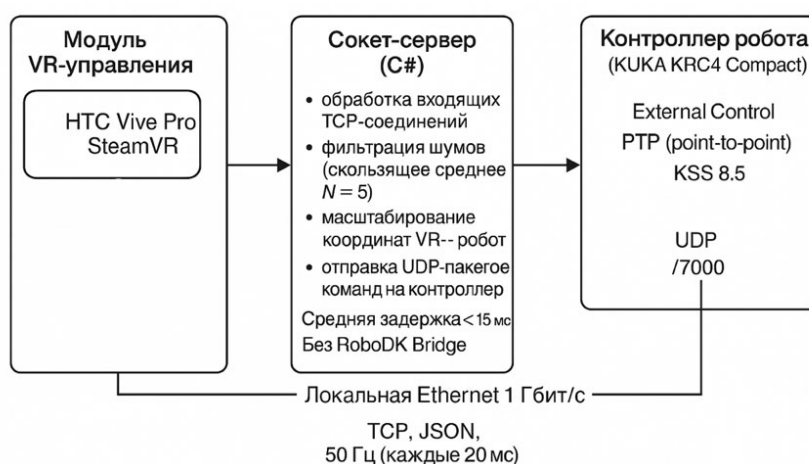 Модуль
VR-управления
HTC Vive Pro
SteamVR
Сокет-сервер
(C#)
• обработка входящих
TCP-соединений
• фильтрация шумов
(скользящее среднее
N = 5)
• масштабирование
координат VR-- робот
• отправка UDP-пакегое
команд на контроллер
Средняя задержка < 15 мс
Без RoboDK Bridge
Контроллер робота
(KUKA KRC4 Compact)
External Control
PTP (point-to-point)
KSS 8.5
UDP
/7000
Локальная Ethernet 1 Гбит/с
TCP, JSON,
50 Гц (каждые 20 мс)